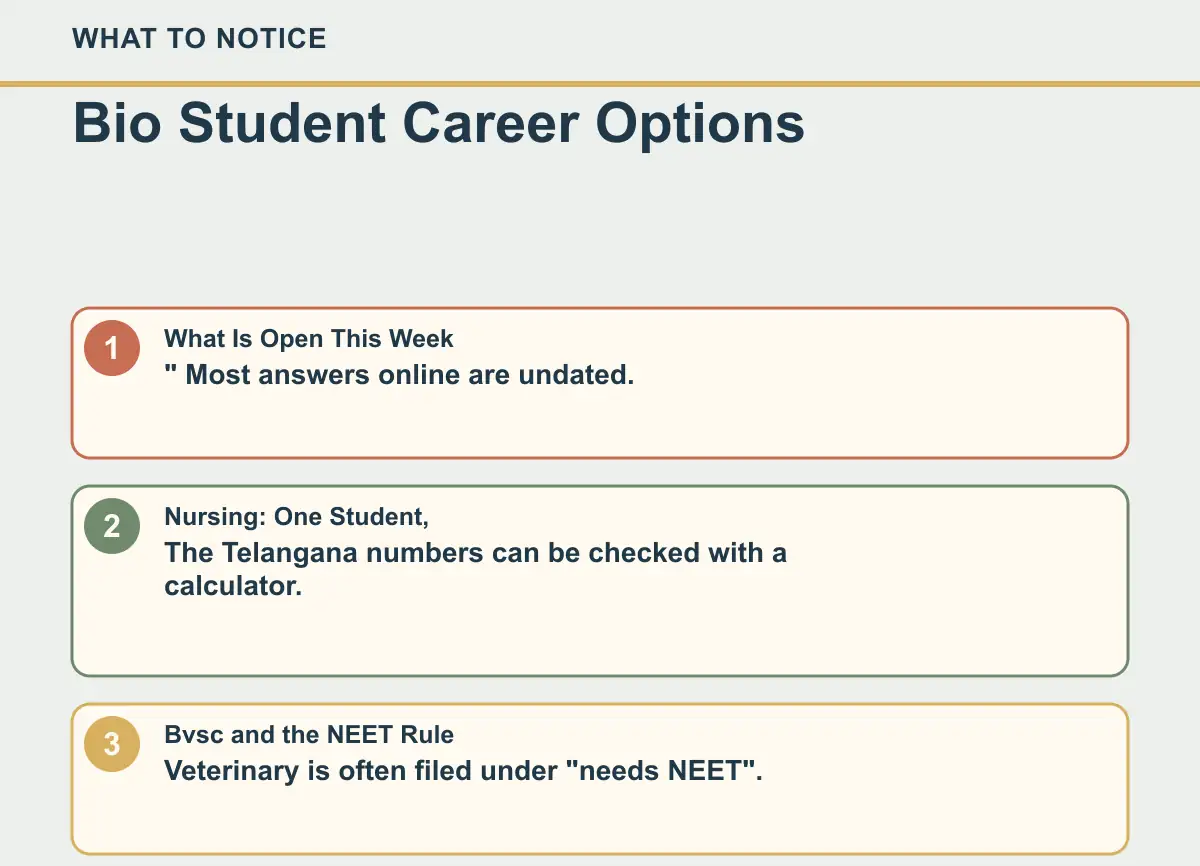 WHAT TO NOTICE
Bio Student Career Options
1
What Is Open This Week
" Most answers online are undated.
2
Nursing: One Student,
The Telangana numbers can be checked with a
calculator.
3
Bvsc and the NEET Rule
Veterinary is often filed under "needs NEET".